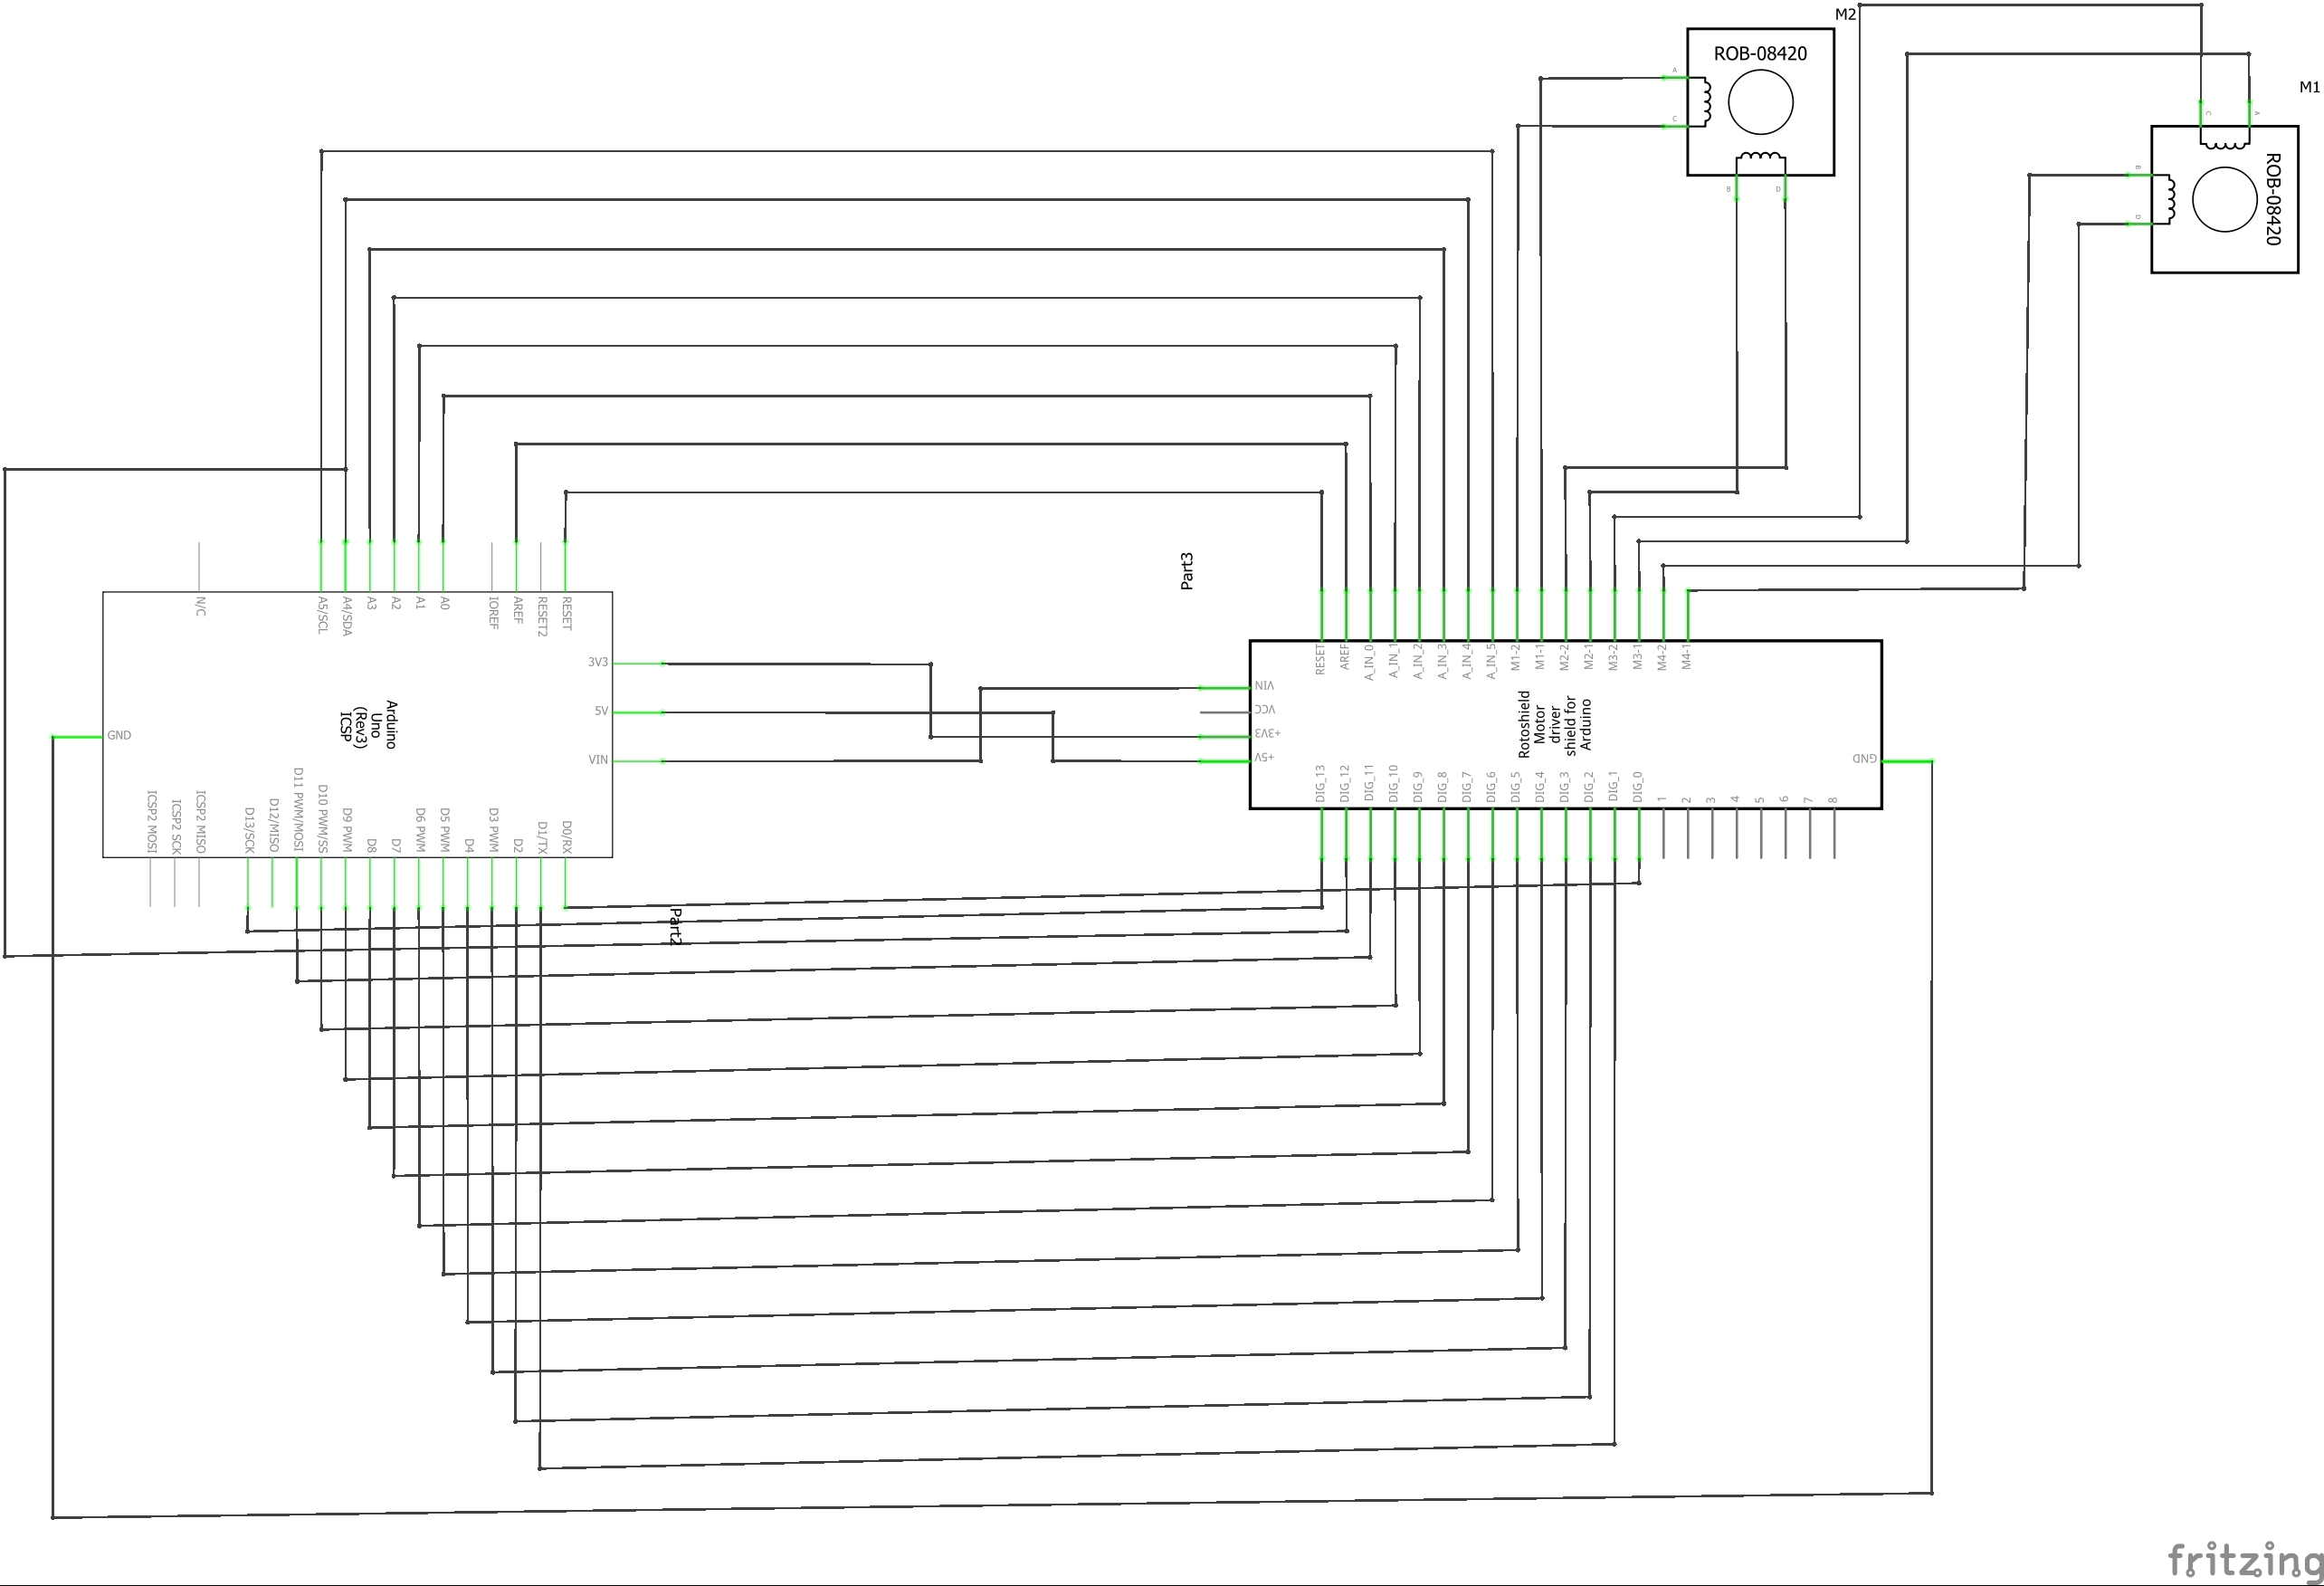 M2
ROB-08420
A
C
B
D
M1
C
A
B
D
ROB-08420
Part3
N/C
A5/SCL
A4/SDA
A3
A2
A1
A0
IOREF
AREF
RESET2
RESET
3V3
5V
VIN
GND
Arduino
Uno
(Rev3)
ICSP
ICSP2 MOSI
ICSP2 SCK
ICSP2 MISO
D13/SCK
D12/MISO
D11 PWM/MOSI
D10 PWM/SS
D9 PWM
D8
D7
D6 PWM
D5 PWM
D4
D3 PWM
D2
D1/TX
D0/RX
Part2
RESET
AREF
A_IN_0
A_IN_1
A_IN_2
A_IN_3
A_IN_4
A_IN_5
M1-2
M1-1
M2-2
M2-1
M3-2
M3-1
M4-2
M4-1
VIN
VCC
+3V3
+5V
Rotoshield
Motor
driver
shield for
Arduino
GND
DIG_13
DIG_12
DIG_11
DIG_10
DIG_9
DIG_8
DIG_7
DIG_6
DIG_5
DIG_4
DIG_3
DIG_2
DIG_1
DIG_0
1
2
3
4
5
6
7
8
fritzing